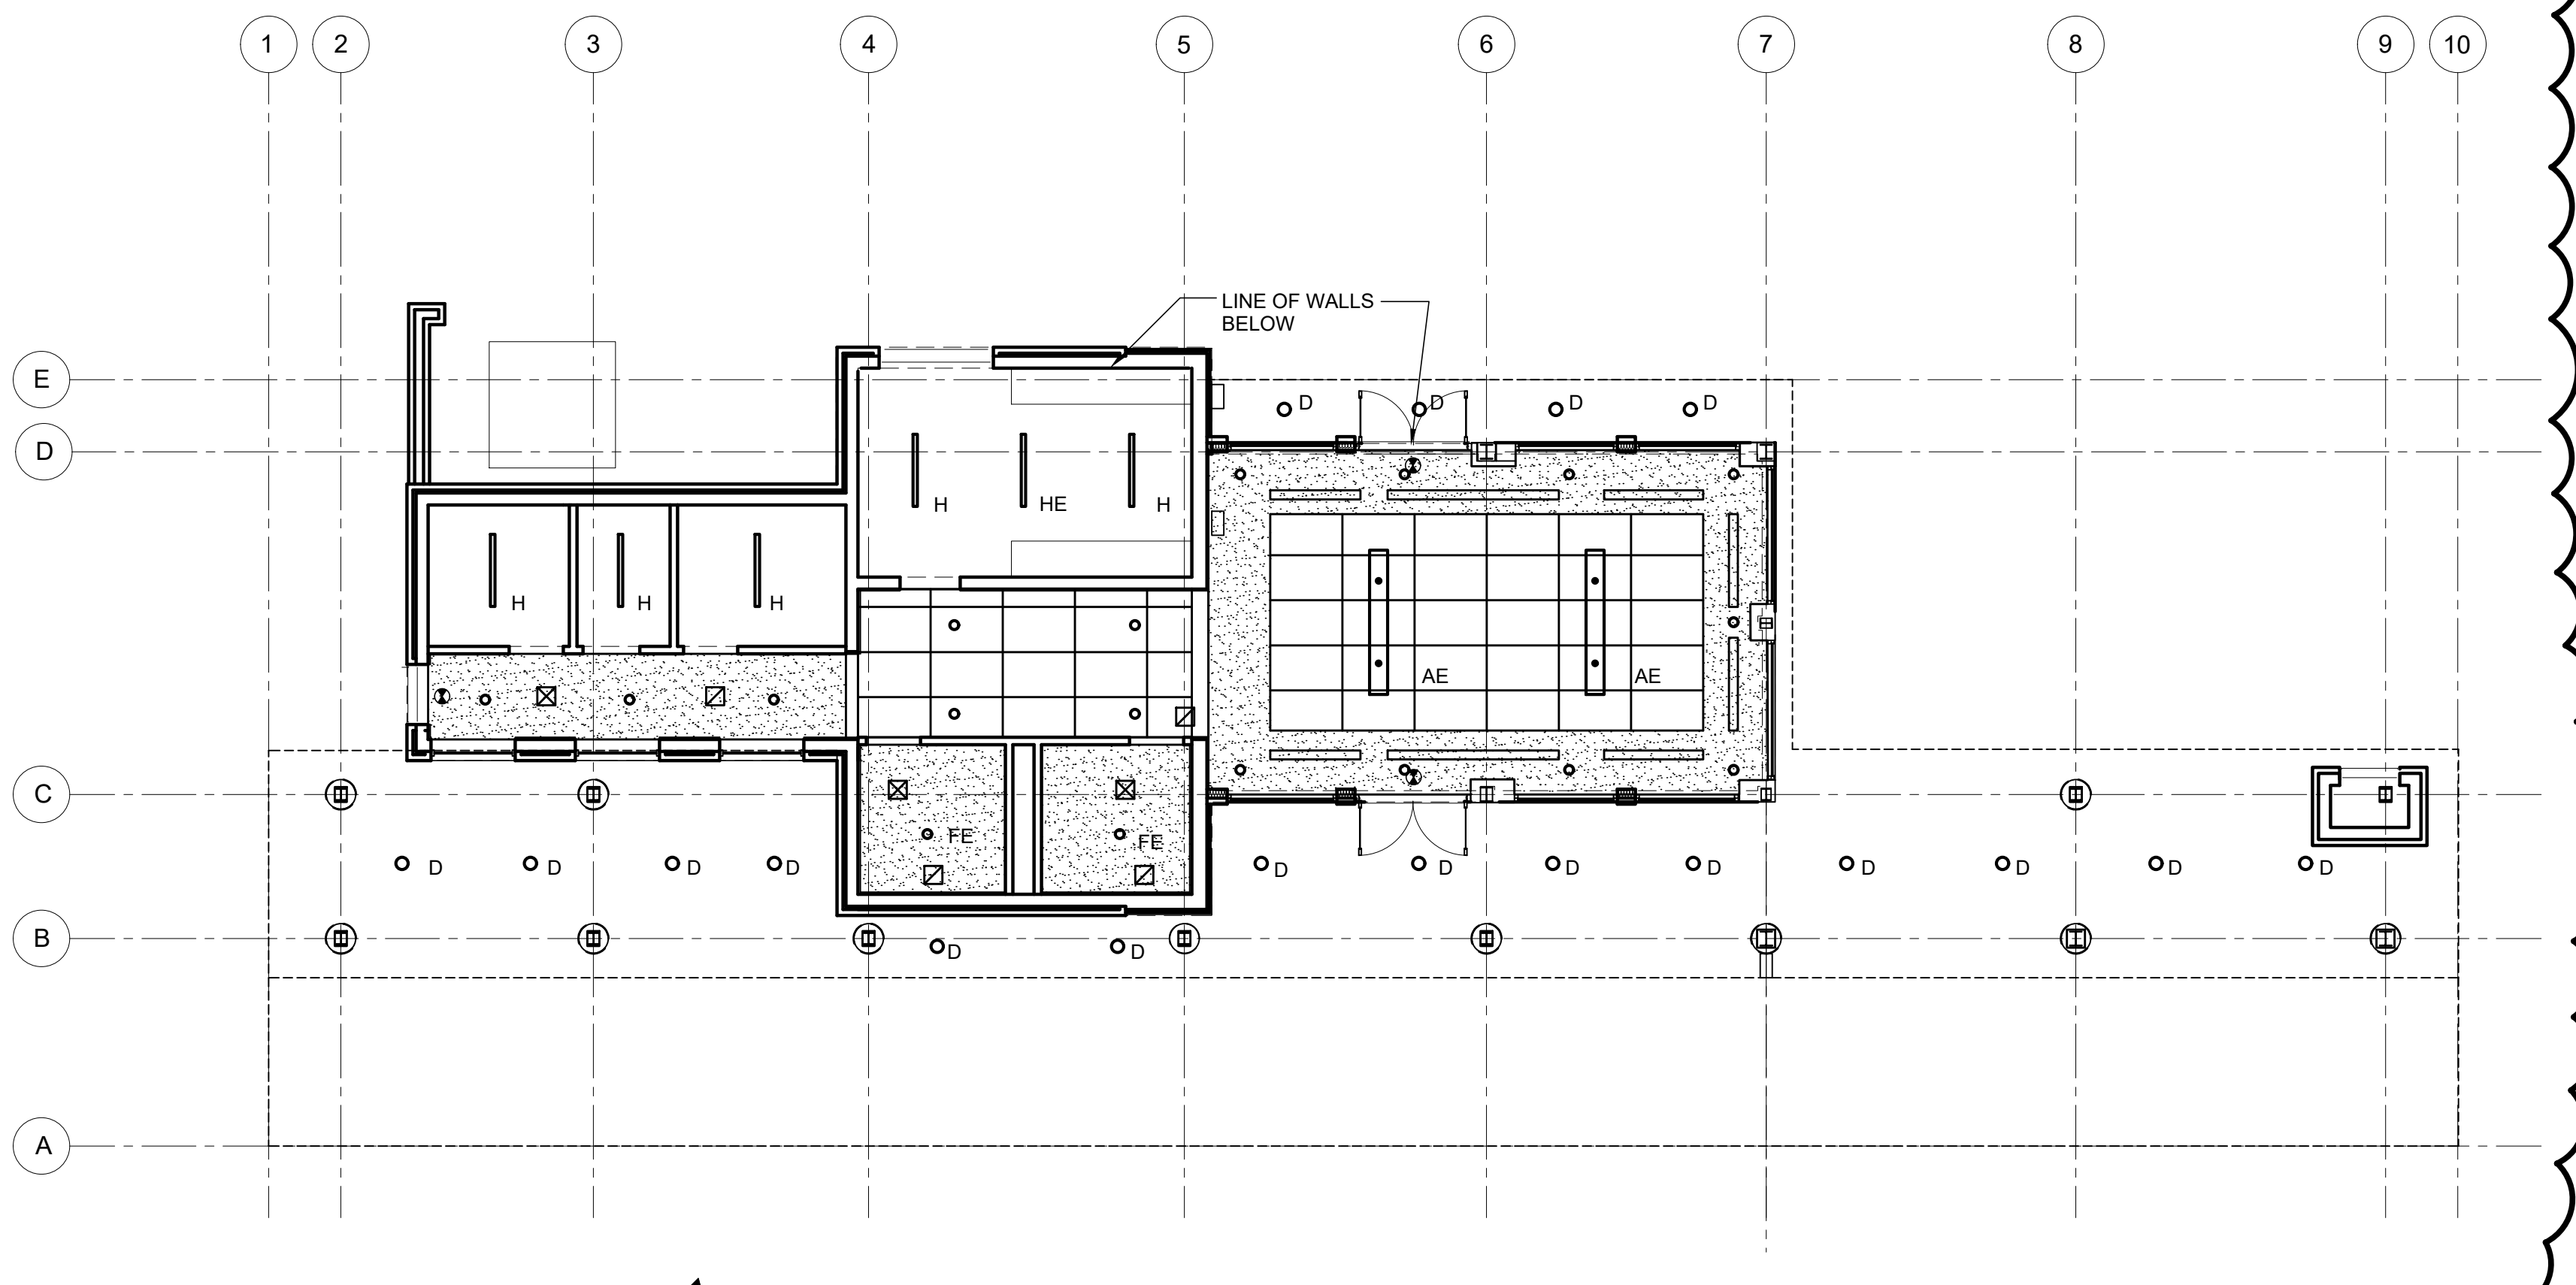 1 2 3 4 5 6 7 8 9 10
LINE OF WALLS
BELOW
E
D D D D
D
H HE H
H H H
AE AE
C
FE FE
D D D D D D D D D D D D
B
D D
A